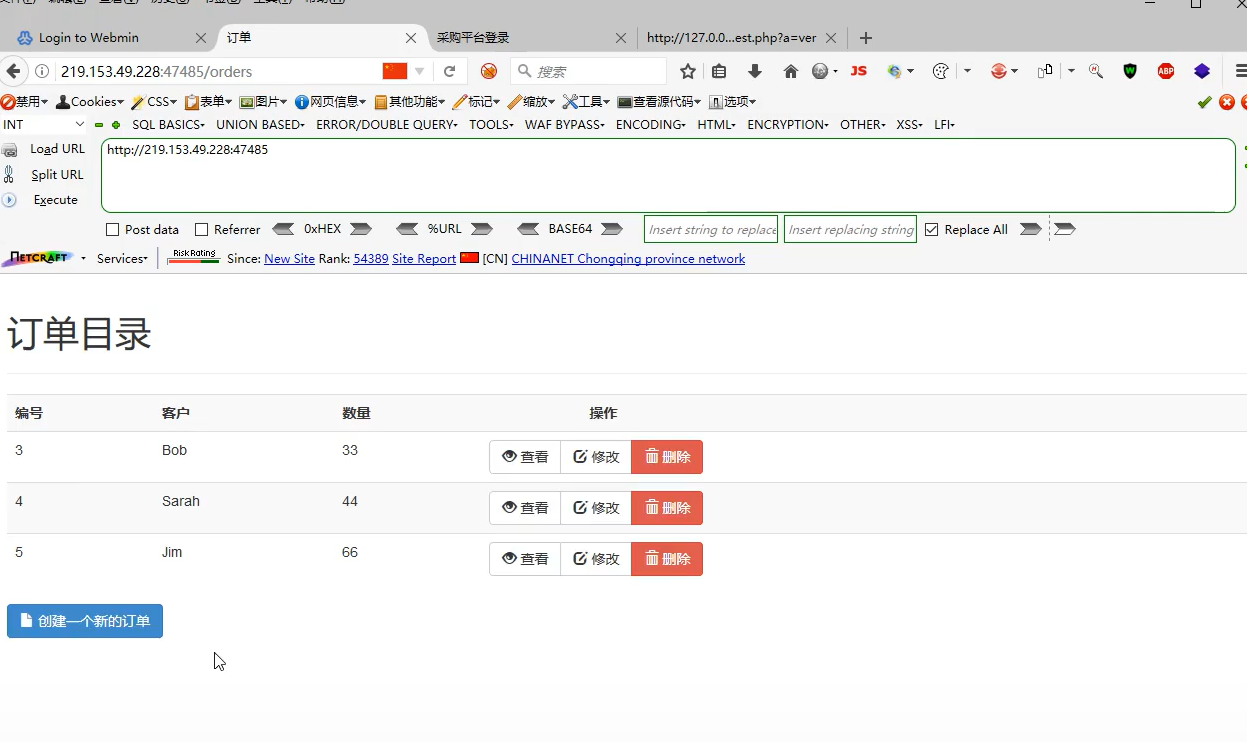 Login to Webmin
订单
采购平台登录
http://127.0.0...est.php?a=ver
219.153.49.228:47485/orders
搜索
JS
ABP
禁用 Cookies CSS 表单 图片 网页信息 其他功能 标记 缩放 工具 查看源代码 选项
INT SQL BASICS UNION BASED ERROR/DOUBLE QUERY TOOLS WAF BYPASS ENCODING HTML ENCRYPTION OTHER XSS LFI
Load URL
http://219.153.49.228:47485
Split URL
Execute
Post data Referrer 0xHEX %URL BASE64 Insert string to replace Insert replacing string Replace All
NETCRAFT Services Risk Rating Since: New Site Rank: 54389 Site Report [CN] CHINANET Chongqing province network
订单目录
编号 客户 数量 操作
3 Bob 33 查看 修改 删除
4 Sarah 44 查看 修改 删除
5 Jim 66 查看 修改 删除
创建一个新的订单